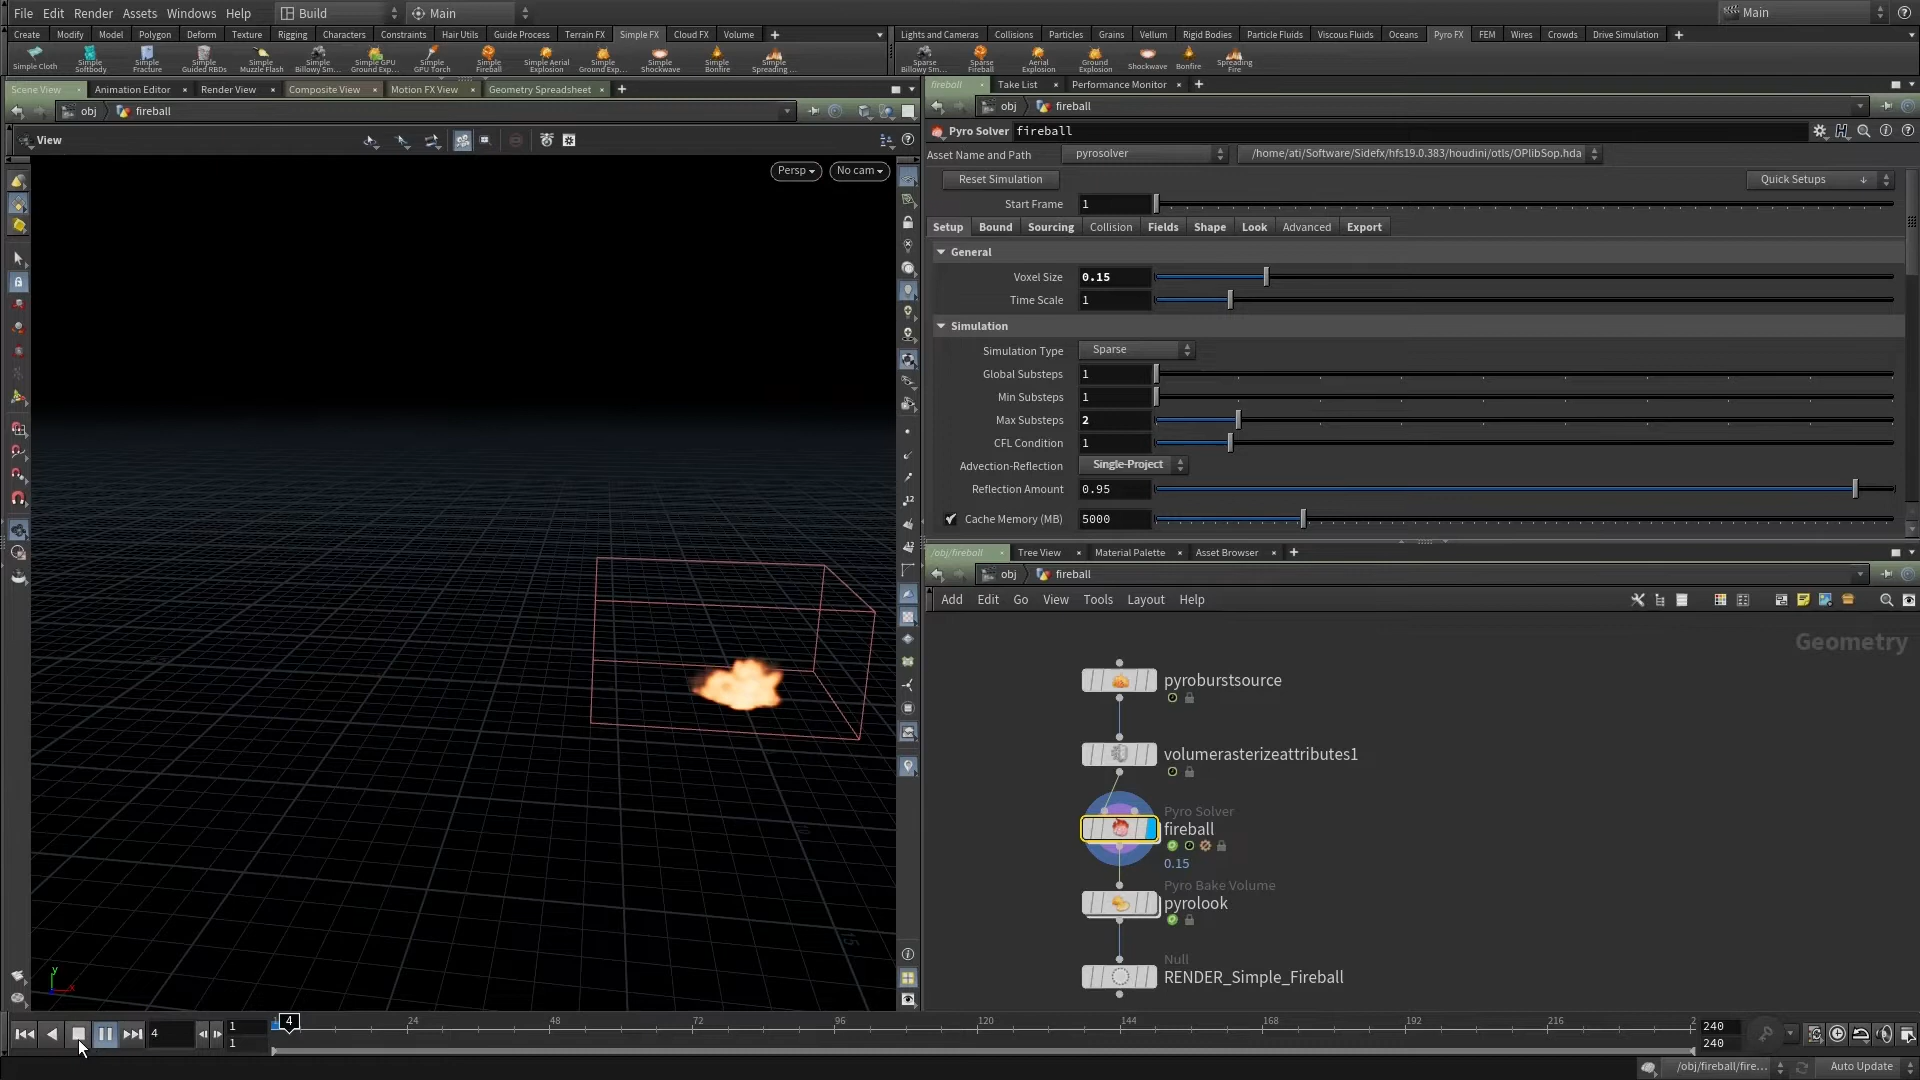 File Edit Render Assets Windows Help Build Main Main
Create Modify Model Polygon Deform Texture Rigging Characters Constraints Hair Utils Guide Process Terrain FX Simple FX Cloud FX Volume
Lights and Cameras Collisions Particles Grains Vellum Rigid Bodies Particle Fluids Viscous Fluids Oceans Pyro FX FEM Wires Crowds Drive Simulation
Simple Cloth
Simple Softbody
Simple Fracture
Simple Guided RBDs
Simple Muzzle Flash
Simple Billowy Sm...
Simple GPU Ground Exp...
Simple GPU Torch
Simple Fireball
Simple Aerial Explosion
Simple Ground Exp...
Simple Shockwave
Simple Bonfire
Simple Spreading ...
Sparse Billowy Sm...
Sparse Fireball
Aerial Explosion
Ground Explosion
Shockwave
Bonfire
Spreading Fire
Scene View Animation Editor Render View Composite View Motion FX View Geometry Spreadsheet
fireball Take List Performance Monitor
obj fireball
obj fireball
View
Persp No cam
Pyro Solver fireball
Asset Name and Path pyrosolver /home/ati/Software/Sidefx/hfs19.0.383/houdini/otls/OPlibSop.hda
Reset Simulation Quick Setups
Start Frame 1
Setup Bound Sourcing Collision Fields Shape Look Advanced Export
General
Voxel Size 0.15
Time Scale 1
Simulation
Simulation Type Sparse
Global Substeps 1
Min Substeps 1
Max Substeps 2
CFL Condition 1
Advection-Reflection Single-Project
Reflection Amount 0.95
Cache Memory (MB) 5000
/obj/fireball Tree View Material Palette Asset Browser
obj fireball
Add Edit Go View Tools Layout Help
Geometry
pyroburstsource
volumerasterizeattributes1
Pyro Solver
fireball
0.15
Pyro Bake Volume
pyrolook
Null
RENDER_Simple_Fireball
15
y
x
4 1 4 24 48 72 96 120 144 168 192 216 2 240
1 240
/obj/fireball/fire... Auto Update